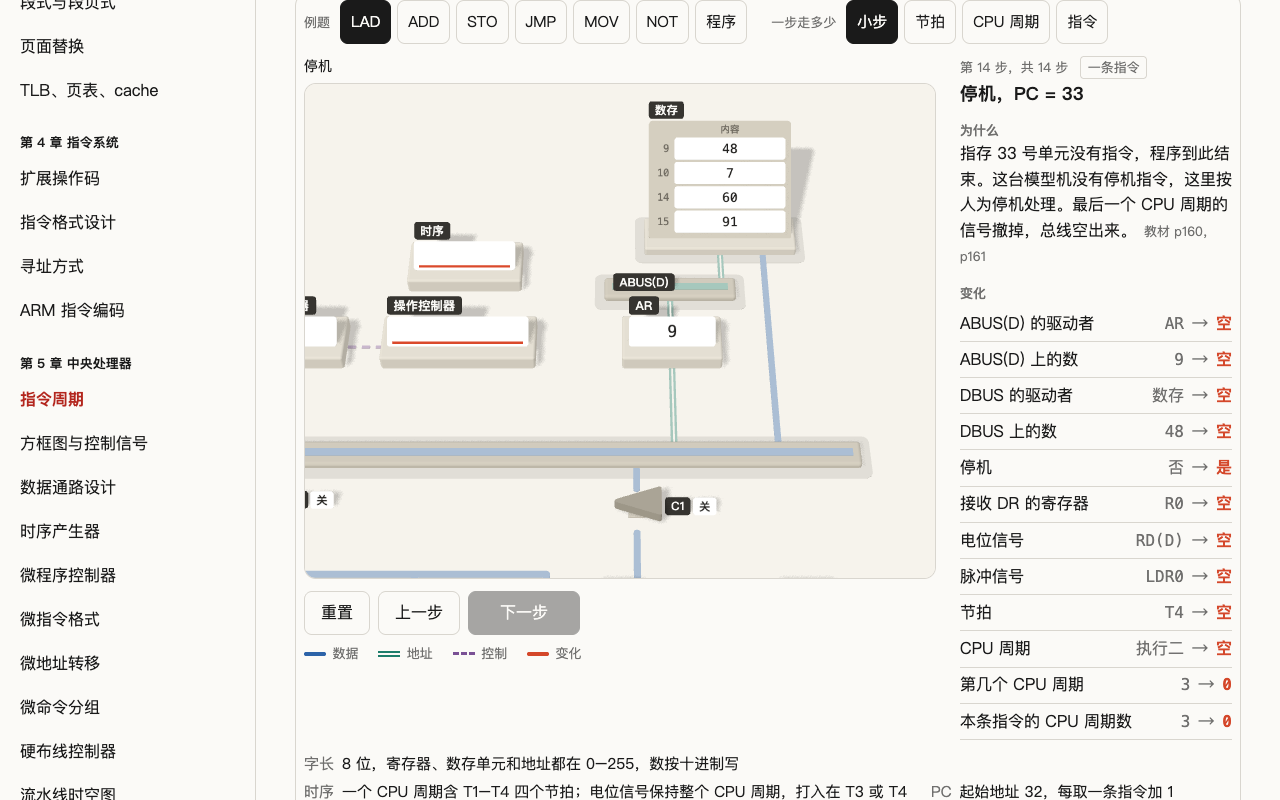 段式与段页式
页面替换
TLB、页表、cache
第 4 章 指令系统
扩展操作码
指令格式设计
寻址方式
ARM 指令编码
第 5 章 中央处理器
指令周期
方框图与控制信号
数据通路设计
时序产生器
微程序控制器
微指令格式
微地址转移
微命令分组
硬布线控制器
流水线时空图
例题 LAD ADD STO JMP MOV NOT 程序 一步走多少 小步 节拍 CPU 周期 指令
停机
数存
内容
9 48
10 7
14 60
15 91
时序
ABUS(D)
器 操作控制器 AR
9
关
C1 关
重置 上一步 下一步
数据 地址 控制 变化
第 14 步，共 14 步 一条指令
停机，PC = 33
为什么
指存 33 号单元没有指令，程序到此结
束。这台模型机没有停机指令，这里按
人为停机处理。最后一个 CPU 周期的
信号撤掉，总线空出来。 教材 p160,
p161
变化
ABUS(D) 的驱动者 AR → 空
ABUS(D) 上的数 9 → 空
DBUS 的驱动者 数存 → 空
DBUS 上的数 48 → 空
停机 否 → 是
接收 DR 的寄存器 R0 → 空
电位信号 RD(D) → 空
脉冲信号 LDR0 → 空
节拍 T4 → 空
CPU 周期 执行二 → 空
第几个 CPU 周期 3 → 0
本条指令的 CPU 周期数 3 → 0
字长 8 位，寄存器、数存单元和地址都在 0—255，数按十进制写
时序 一个 CPU 周期含 T1—T4 四个节拍；电位信号保持整个 CPU 周期，打入在 T3 或 T4 PC 起始地址 32，每取一条指令加 1